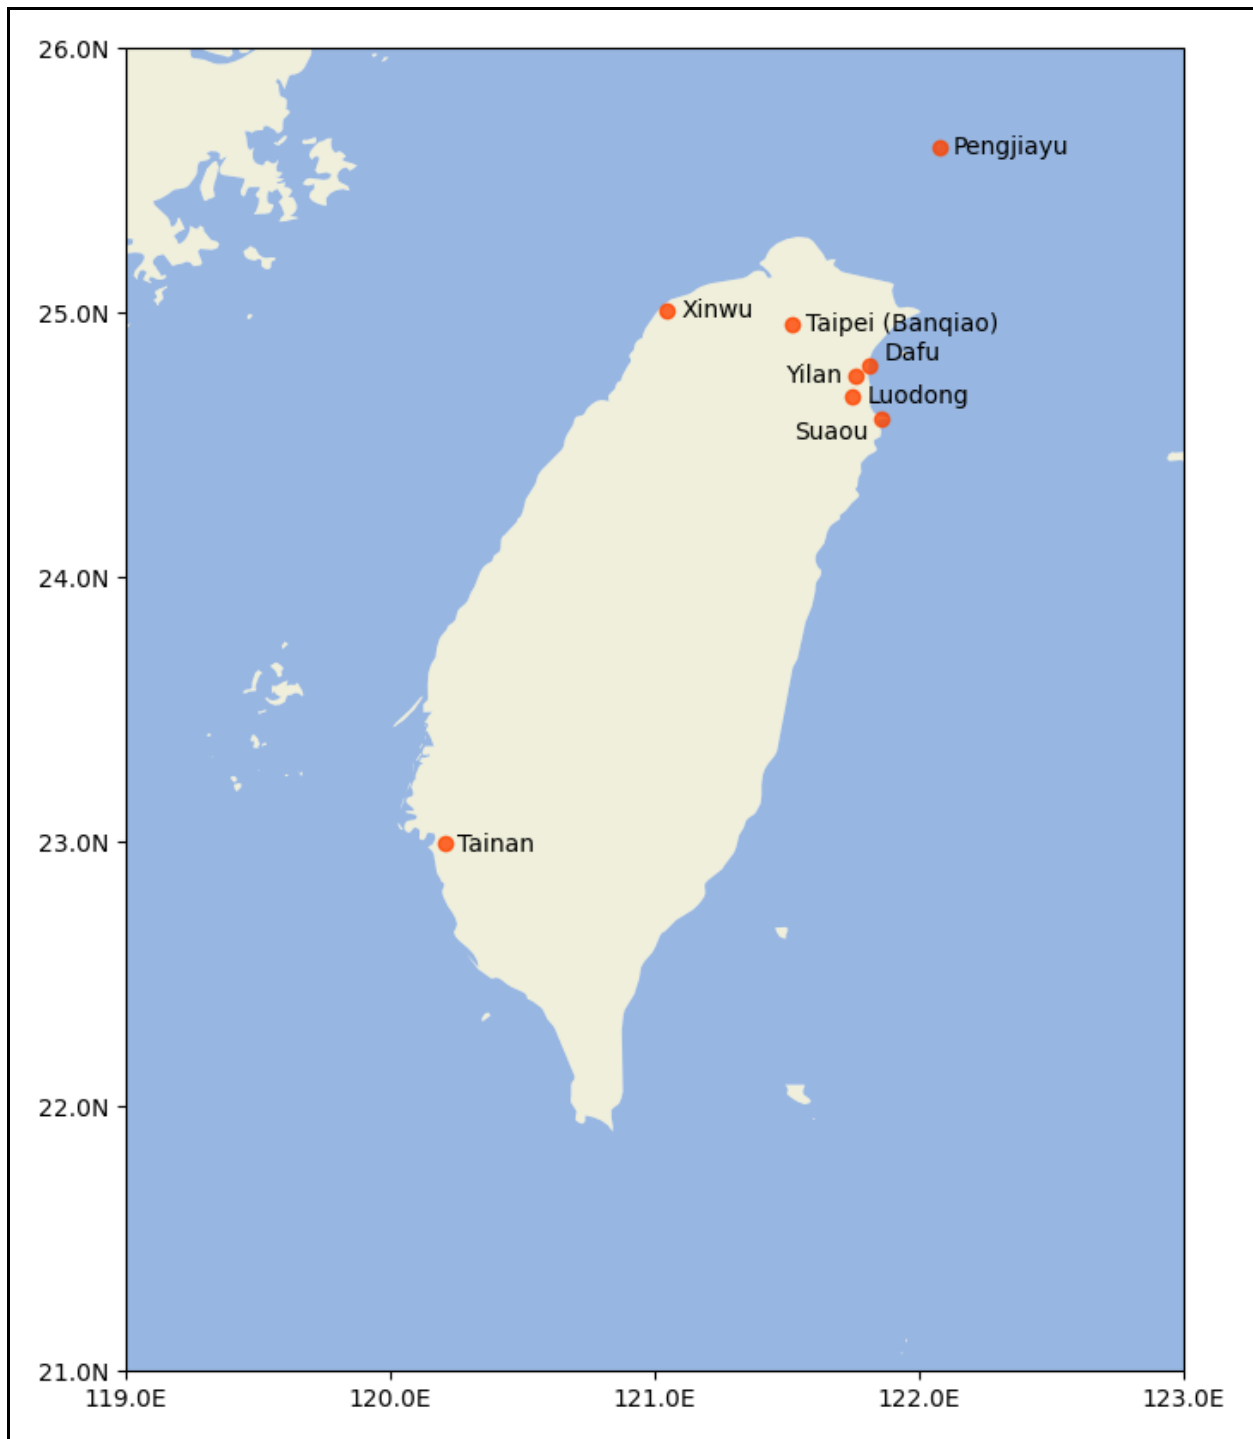 26.0N
Pengjiayu
25.0N
Xinwu
Taipei (Banqiao)
Dafu
Yilan
Luodong
Suaou
24.0N
23.0N
Tainan
22.0N
21.0N
119.0E
120.0E
121.0E
122.0E
123.0E